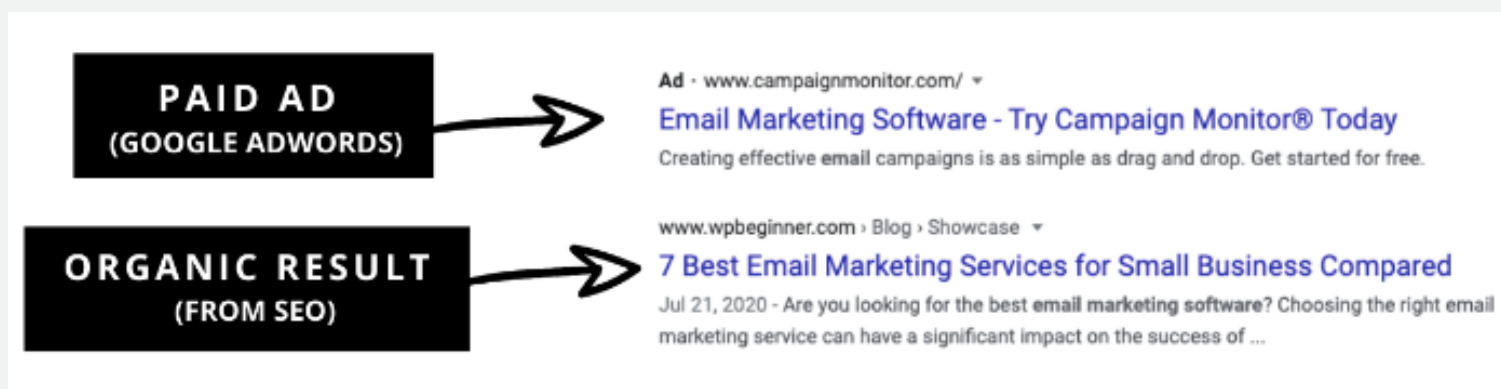 PAID AD
(GOOGLE ADWORDS)
Ad · www.campaignmonitor.com/
Email Marketing Software - Try Campaign Monitor® Today
Creating effective email campaigns is as simple as drag and drop. Get started for free.
ORGANIC RESULT
(FROM SEO)
www.wpbeginner.com › Blog › Showcase
7 Best Email Marketing Services for Small Business Compared
Jul 21, 2020 - Are you looking for the best email marketing software? Choosing the right email
marketing service can have a significant impact on the success of ...